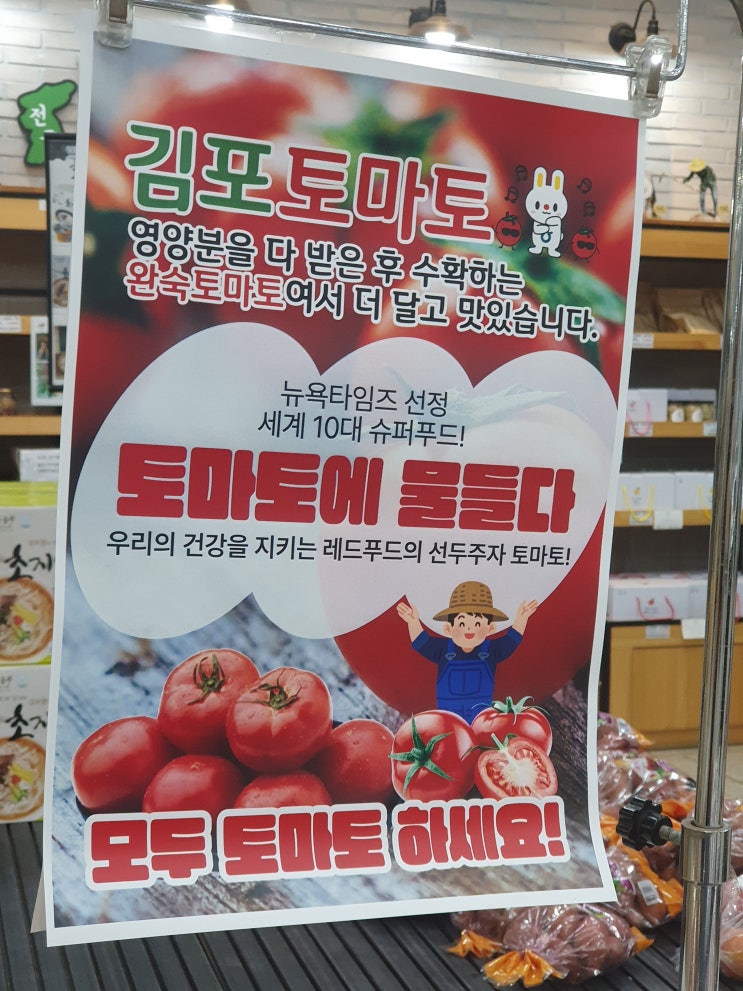 전
김포토마토
영양분을 다 받은 후 수확하는
완숙토마토여서 더 달고 맛있습니다.
뉴욕타임즈 선정
세계 10대 슈퍼푸드!
토마토에 물들다
우리의 건강을 지키는 레드푸드의 선두주자 토마토!
모두 토마토 하세요!